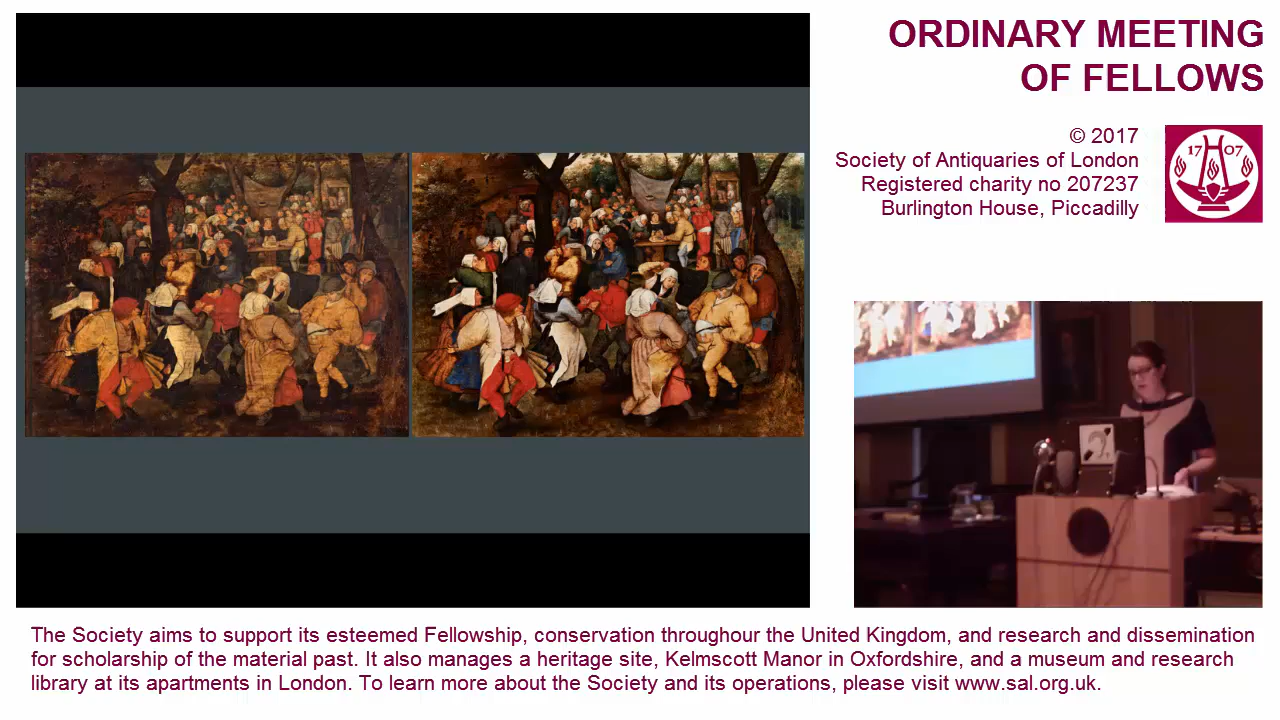 ORDINARY MEETING
OF FELLOWS
© 2017
Society of Antiquaries of London
Registered charity no 207237
Burlington House, Piccadilly
17 07
The Society aims to support its esteemed Fellowship, conservation throughour the United Kingdom, and research and dissemination
for scholarship of the material past. It also manages a heritage site, Kelmscott Manor in Oxfordshire, and a museum and research
library at its apartments in London. To learn more about the Society and its operations, please visit www.sal.org.uk.